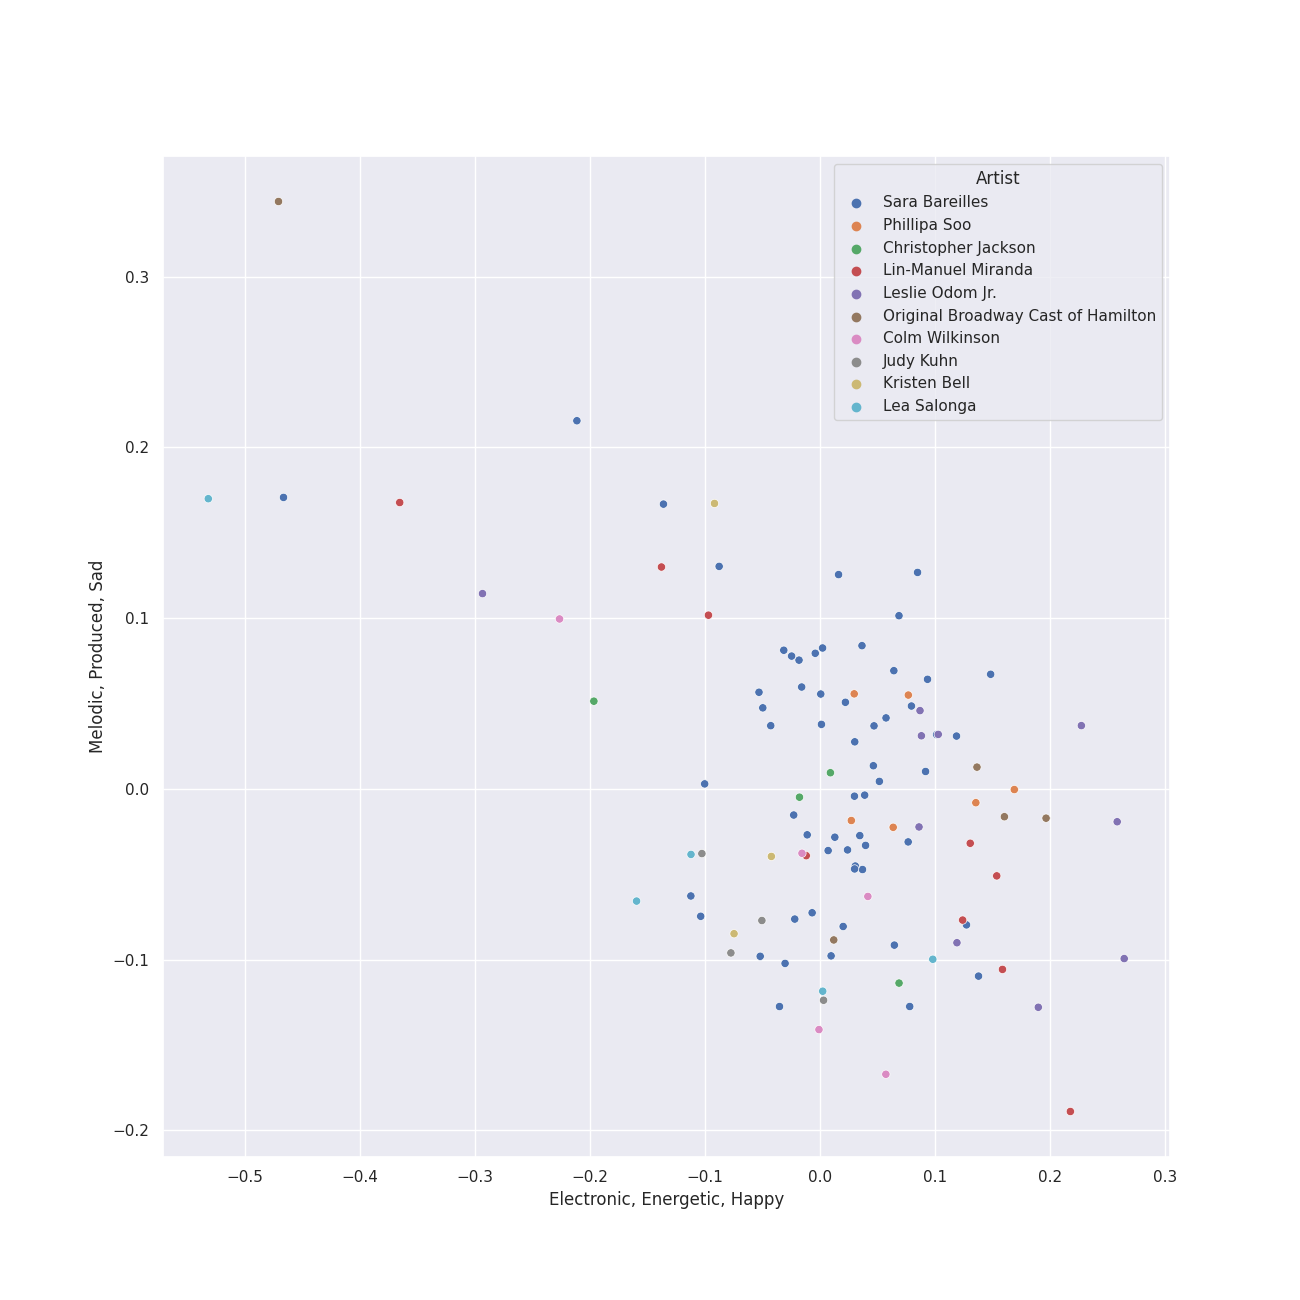 Artist
Sara Bareilles
Phillipa Soo
Christopher Jackson
Lin-Manuel Miranda
Leslie Odom Jr.
Original Broadway Cast of Hamilton
Colm Wilkinson
Judy Kuhn
Kristen Bell
Lea Salonga
0.3
0.2
0.1
0.0
−0.1
−0.2
Melodic, Produced, Sad
−0.5 −0.4 −0.3 −0.2 −0.1 0.0 0.1 0.2 0.3
Electronic, Energetic, Happy